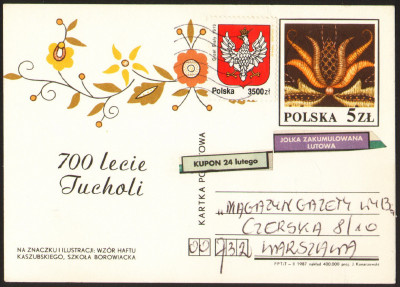 Polska 3500zł
POLSKA 5ZŁ
JOLKA ZAKUMULOWANA
LUTOWA
KUPON 24 lutego
700 lecie
Tucholi
KARTKA POCZTOWA
"MAGAZYN GAZETY WYB.
CZERSKA 8/10
00 732 WARSZAWA
NA ZNACZKU I ILUSTRACJI: WZÓR HAFTU
KASZUBSKIEGO, SZKOŁA BOROWIACKA